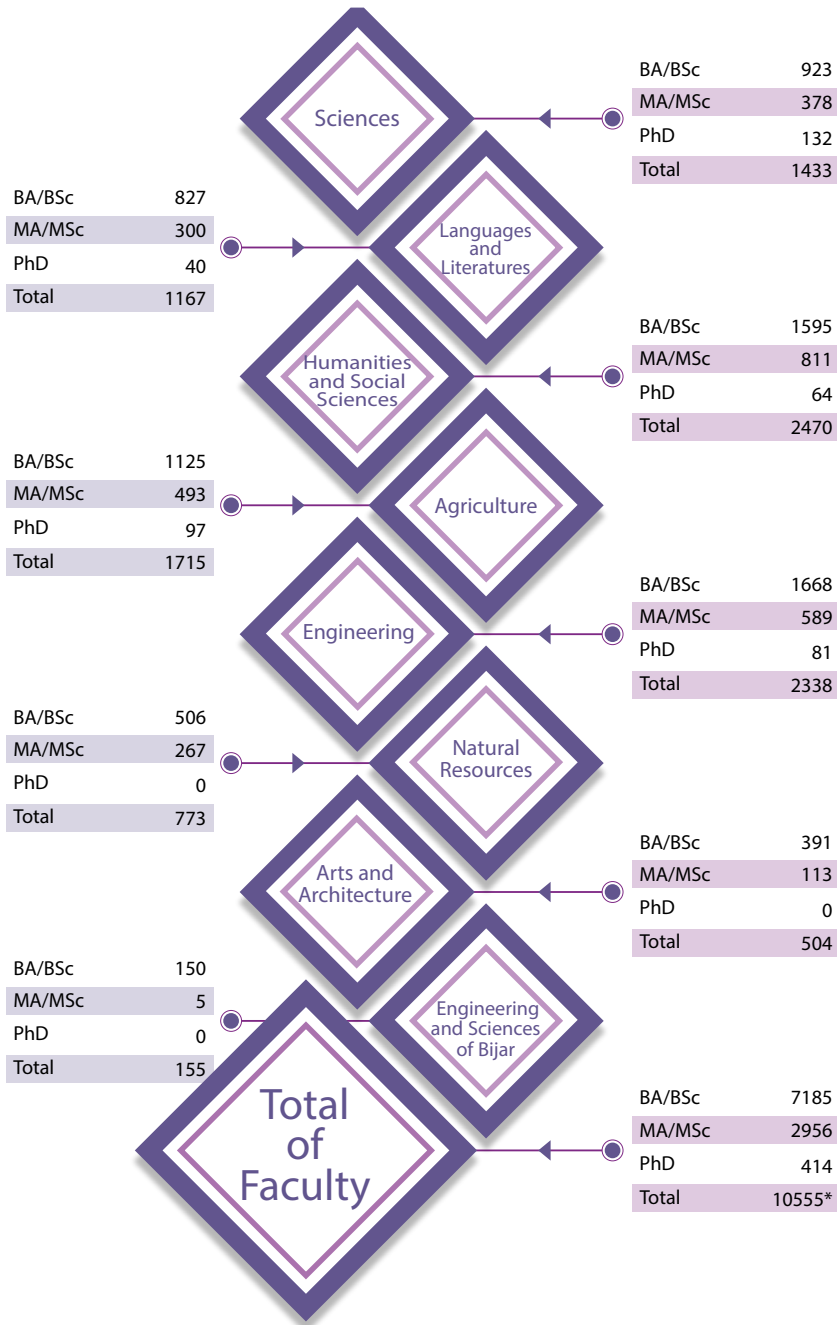 Sciences
BA/BSc 923
MA/MSc 378
PhD 132
Total 1433
BA/BSc 827
MA/MSc 300
PhD 40
Total 1167
Languages
and
Literatures
Humanities
and Social
Sciences
BA/BSc 1595
MA/MSc 811
PhD 64
Total 2470
BA/BSc 1125
MA/MSc 493
PhD 97
Total 1715
Agriculture
Engineering
BA/BSc 1668
MA/MSc 589
PhD 81
Total 2338
BA/BSc 506
MA/MSc 267
PhD 0
Total 773
Natural
Resources
Arts and
Architecture
BA/BSc 391
MA/MSc 113
PhD 0
Total 504
BA/BSc 150
MA/MSc 5
PhD 0
Total 155
Engineering
and Sciences
of Bijar
Total
of
Faculty
BA/BSc 7185
MA/MSc 2956
PhD 414
Total 10555*